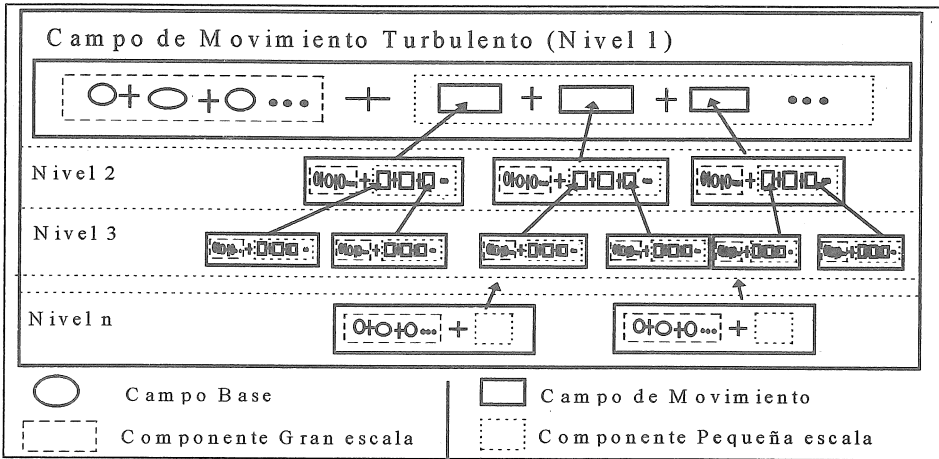 Campo de Movimiento Turbulento (Nivel 1)
Nivel 2
Nivel 3
Nivel n
Campo Base
Campo de Movimiento
Componente Gran escala
Componente Pequeña escala